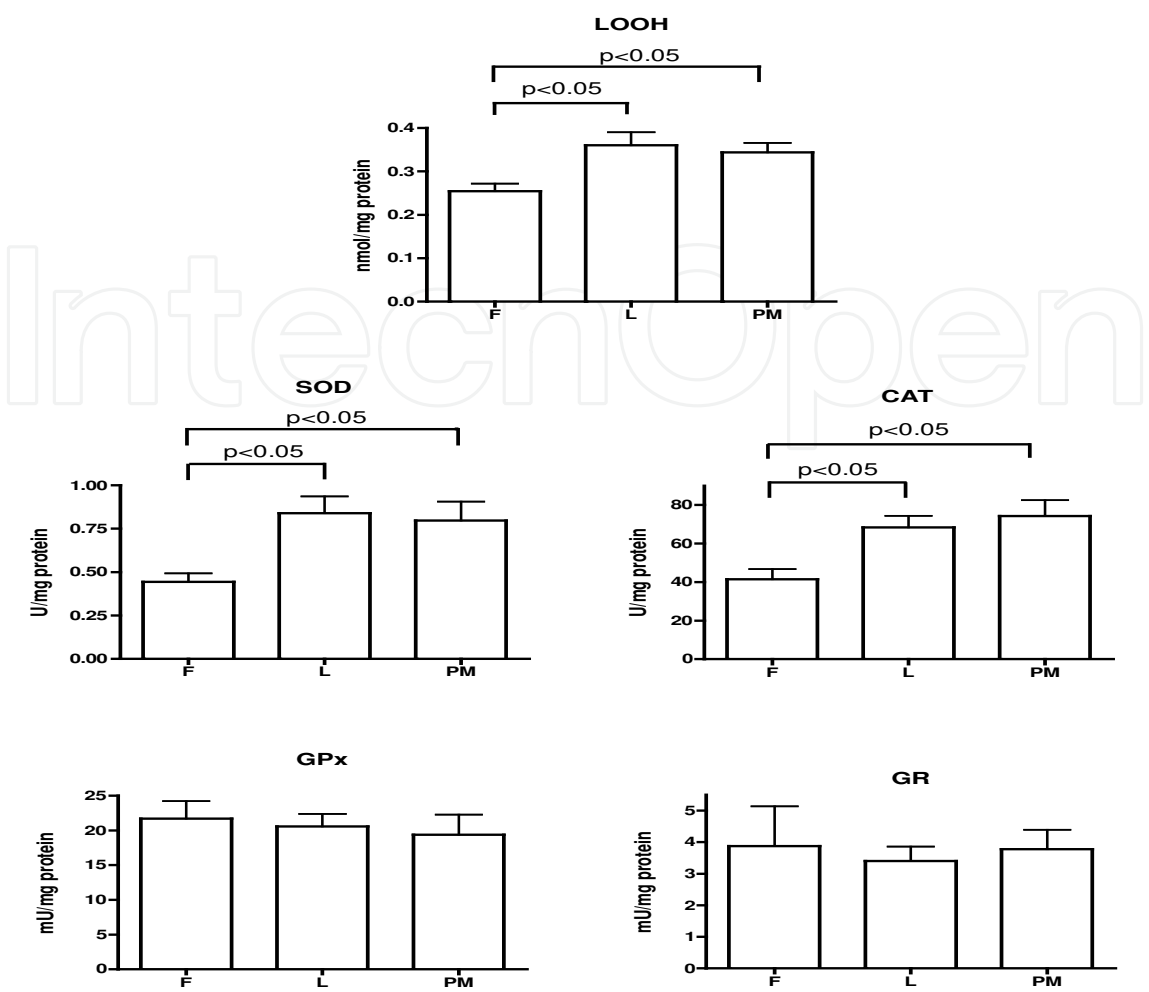 LOOH
p<0.05
p<0.05
nmol/mg protein
0.4
0.3
0.2
0.1
0.0
F L PM
IntechOpen
SOD
p<0.05
p<0.05
U/mg protein
1.00
0.75
0.50
0.25
0.00
F L PM
CAT
p<0.05
p<0.05
U/mg protein
80
60
40
20
0
F L PM
GPx
mU/mg protein
25
20
15
10
5
0
F L PM
GR
mU/mg protein
5
4
3
2
1
0
F L PM